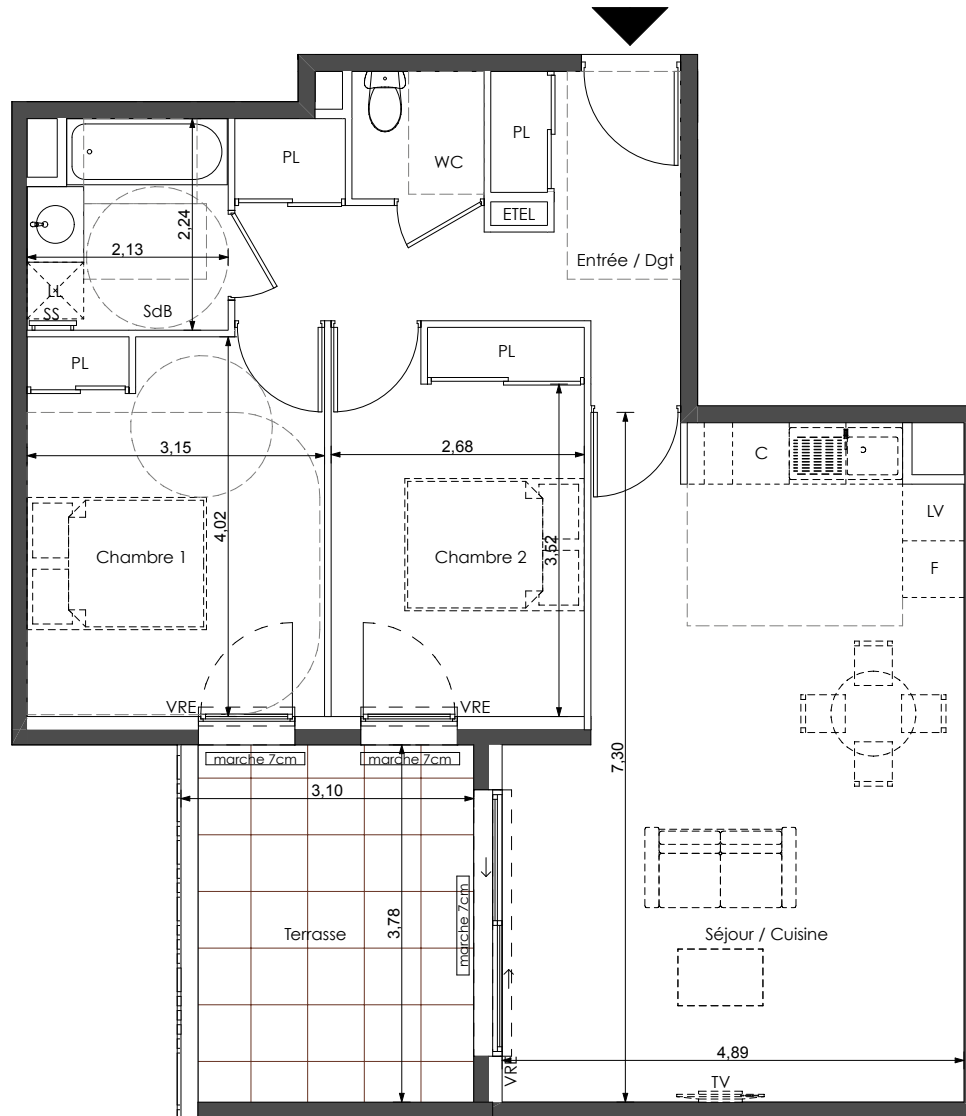 PL
WC
PL
ETEL
Entrée / Dgt
2,24
2,13
LL
SS
SdB
PL
PL
3,15
2,68
C
LV
F
4,02
3,52
Chambre 1
Chambre 2
VRE
VRE
marche 7cm
marche 7cm
7,30
3,10
3,78
marche 7cm
Terrasse
Séjour / Cuisine
4,89
VRE
TV